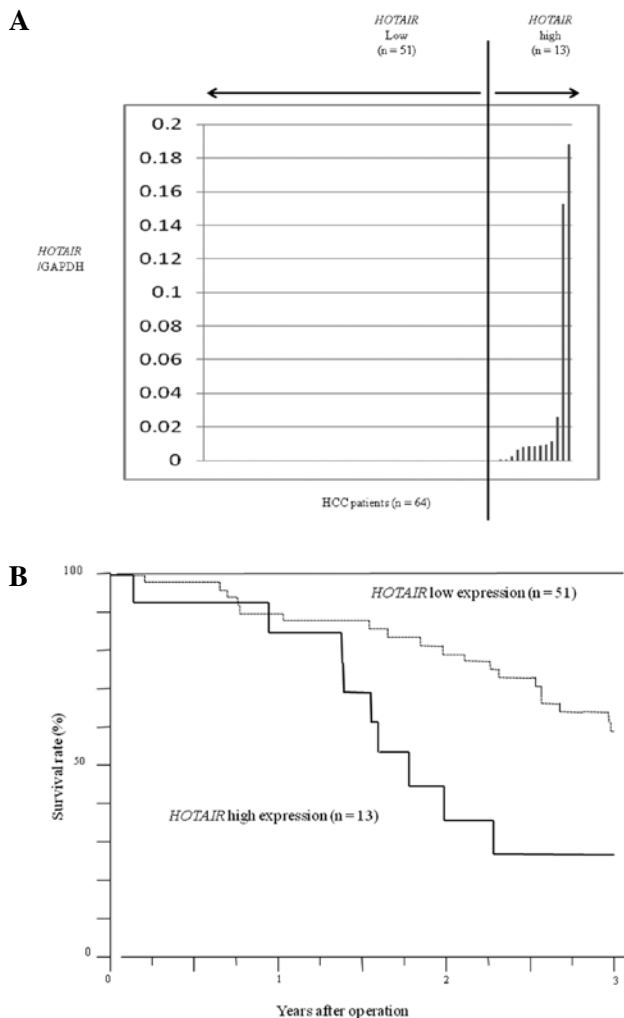 A
HOTAIR
Low
(n = 51)
HOTAIR
high
(n = 13)
0.2
0.18
0.16
0.14
0.12
0.1
0.08
0.06
0.04
0.02
0
HOTAIR
/GAPDH
HCC patients (n = 64)
B
100
HOTAIR low expression (n = 51)
Survival rate (%)
50
HOTAIR high expression (n = 13)
0
0 1 2 3
Years after operation